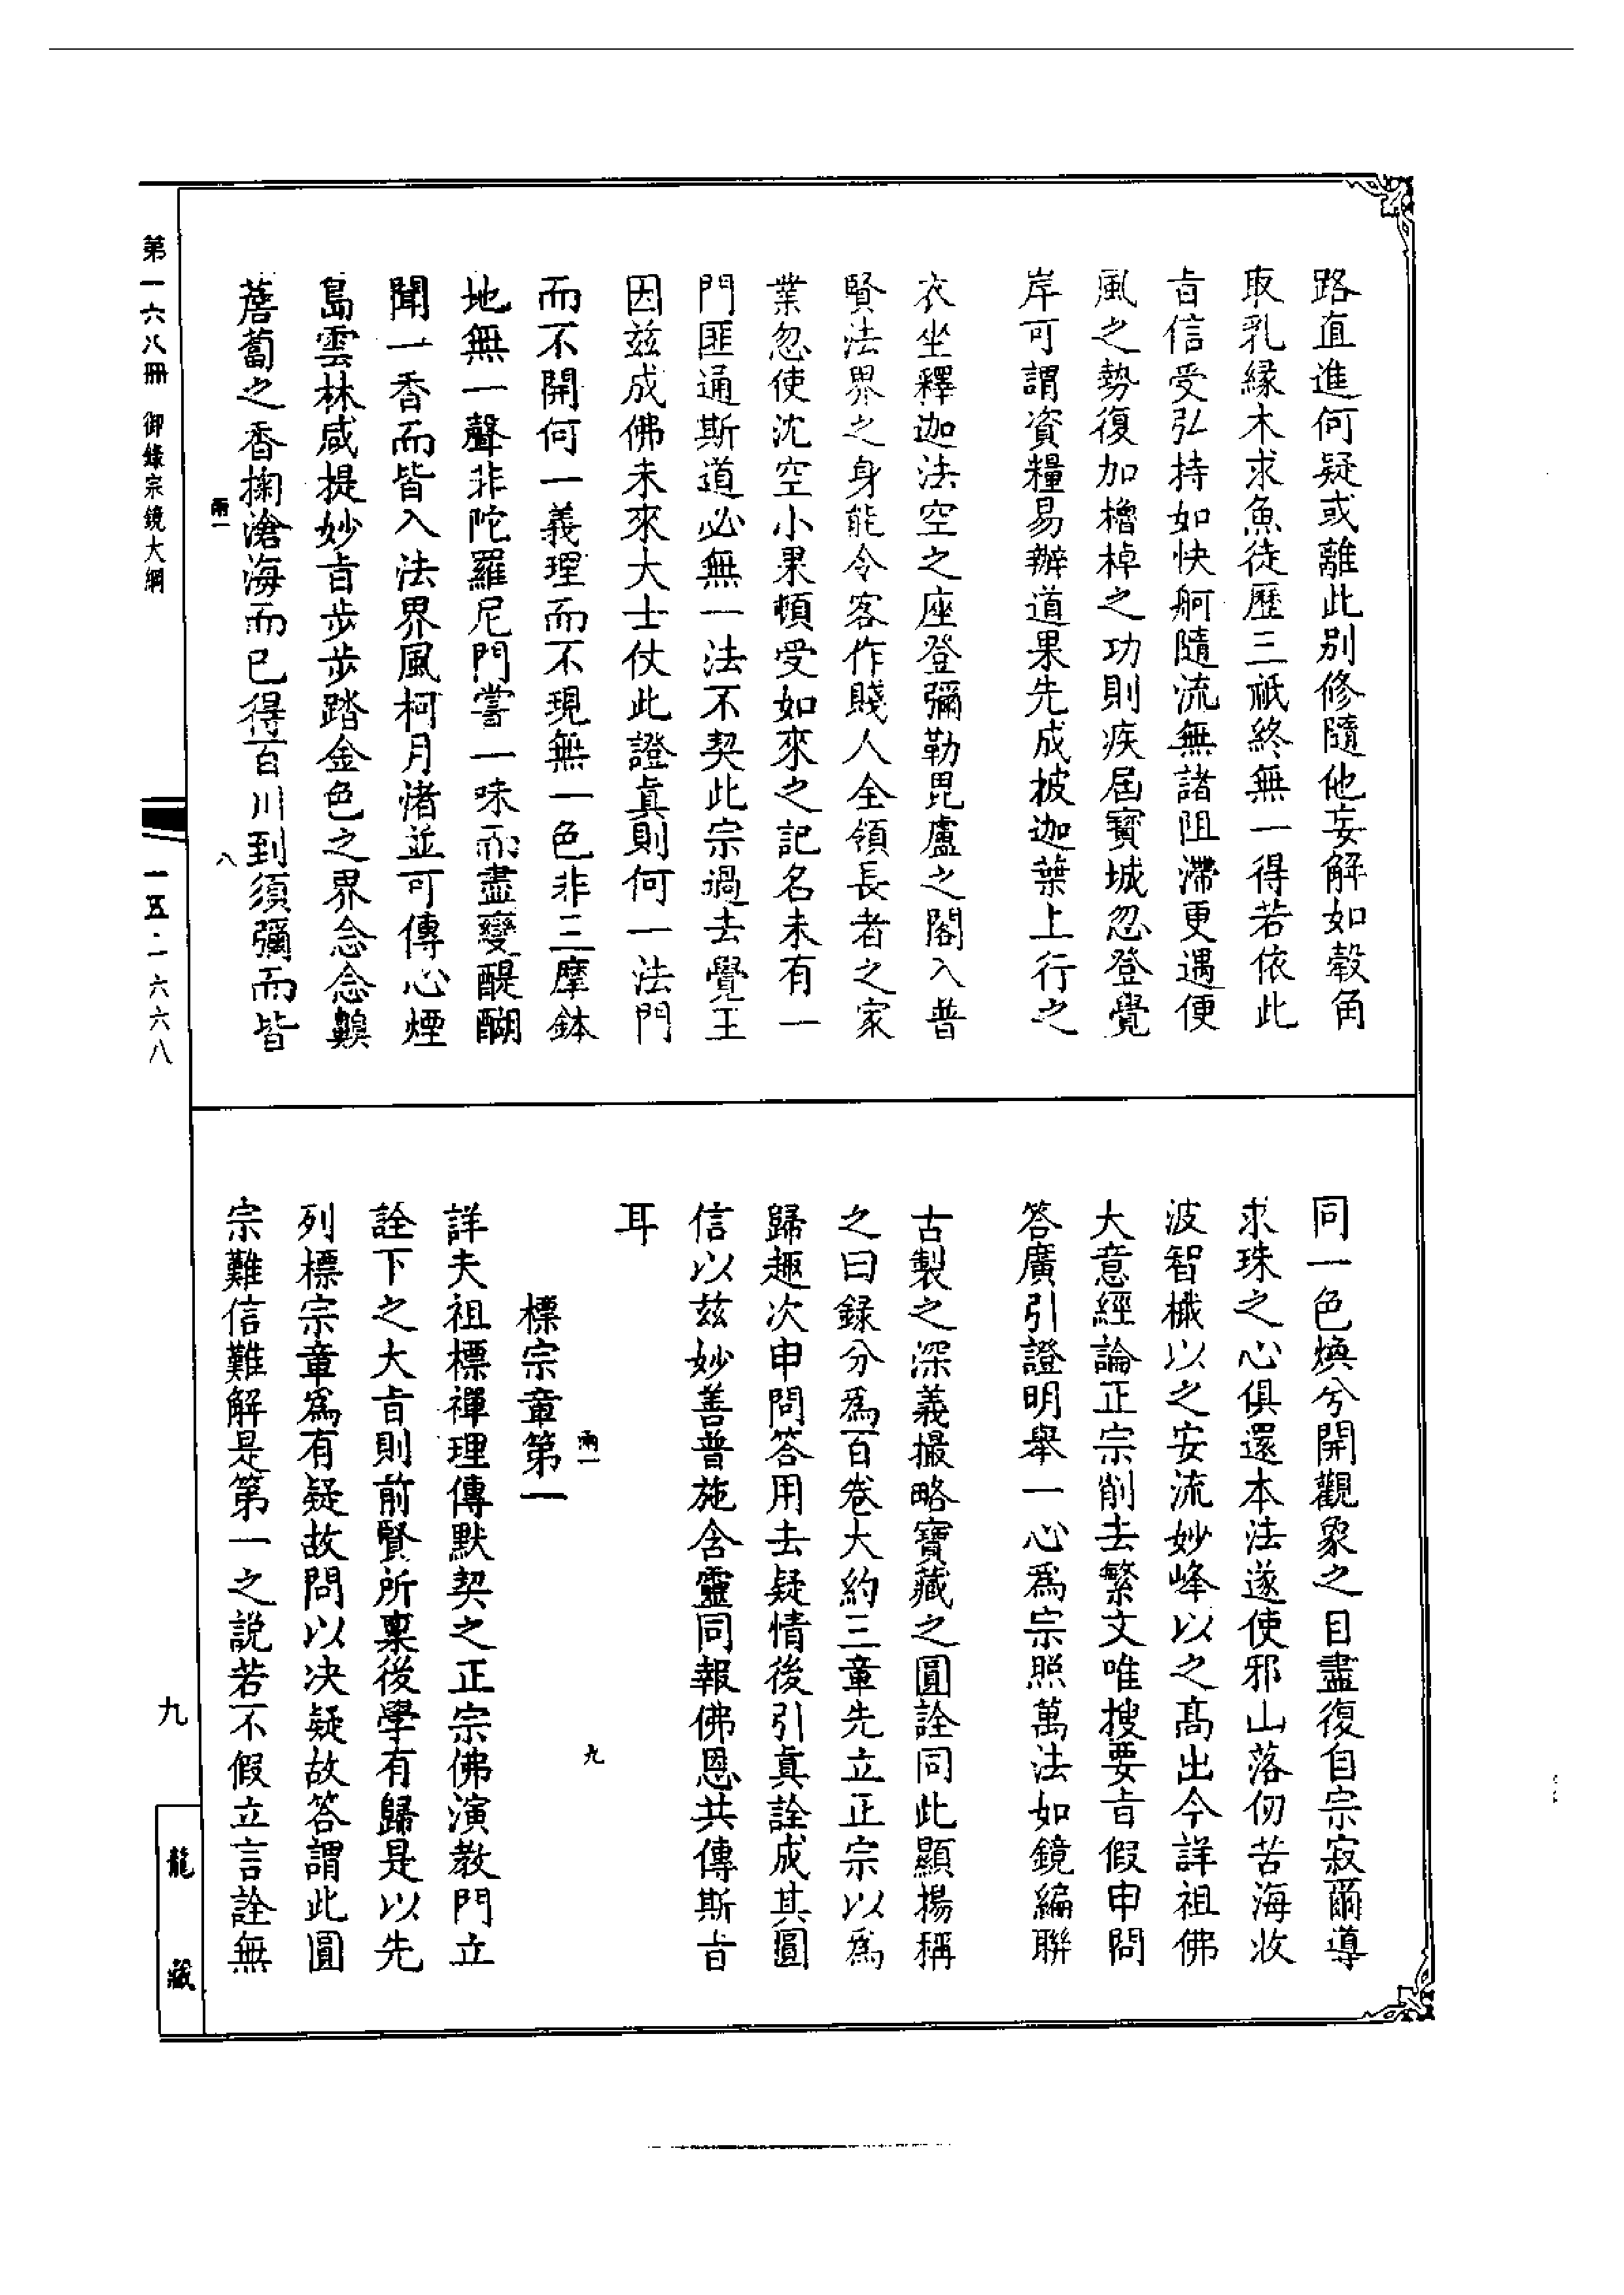 路直進何疑或離此別修隨他妄解如㲉角
取乳緣木求魚徒歷三祇終無一得若依此
旨信受弘持如快舸隨流無諸阻滯更遇便
風之勢復加櫓棹之功則疾屆寶城忽登覺
岸可謂資糧易辦道果先成披迦葉上行之
衣坐釋迦法空之座登彌勒毘盧之閣入普
賢法界之身能令客作賤人全領長者之家
業忽使沈空小果頓受如來之記名未有一
門匪通斯道必無一法不契此宗過去覺王
因茲成佛未來大士仗此證真則何一法門
而不開何一義理而不現無一色非三摩鉢
地無一聲非陀羅尼門嘗一味而盡變醍醐
聞一香而皆入法界風柯月渚並可傳心煙
島雲林咸提妙旨步步踏金色之界念念齅
薝蔔之香掬滄海而已得百川到須彌而皆
兩一
八
同一色煥兮開觀象之目盡復自宗寂爾導
求珠之心俱還本法遂使邪山落仞苦海收
波智檝以之安流妙峰以之高出今詳祖佛
大意經論正宗削去繁文唯搜要旨假申問
答廣引證明舉一心為宗照萬法如鏡編聯
古製之深義撮略寶藏之圓詮同此顯揚稱
之曰錄分為百卷大約三章先立正宗以為
歸趣次申問答用去疑情後引真詮成其圓
信以茲妙善普施含靈同報佛恩共傳斯旨
耳
兩一
九
標宗章第一
詳夫祖標禪理傳默契之正宗佛演教門立
詮下之大旨則前賢所稟後學有歸是以先
列標宗章為有疑故問以决疑故答謂此圓
宗難信難解是第一之說若不假立言詮無
第一六八冊 御錄宗鏡大綱
一五·一六六八
九
龍藏